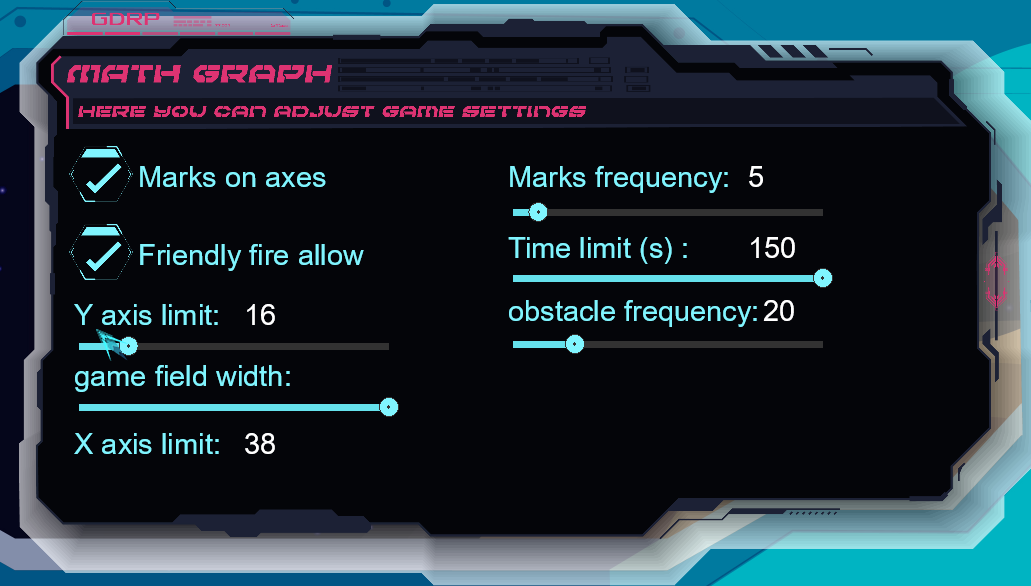 GDRP
MATH GRAPH
HERE YOU CAN ADJUST GAME SETTINGS
Marks on axes
Friendly fire allow
Y axis limit: 16
game field width:
X axis limit: 38
Marks frequency: 5
Time limit (s) : 150
obstacle frequency: 20